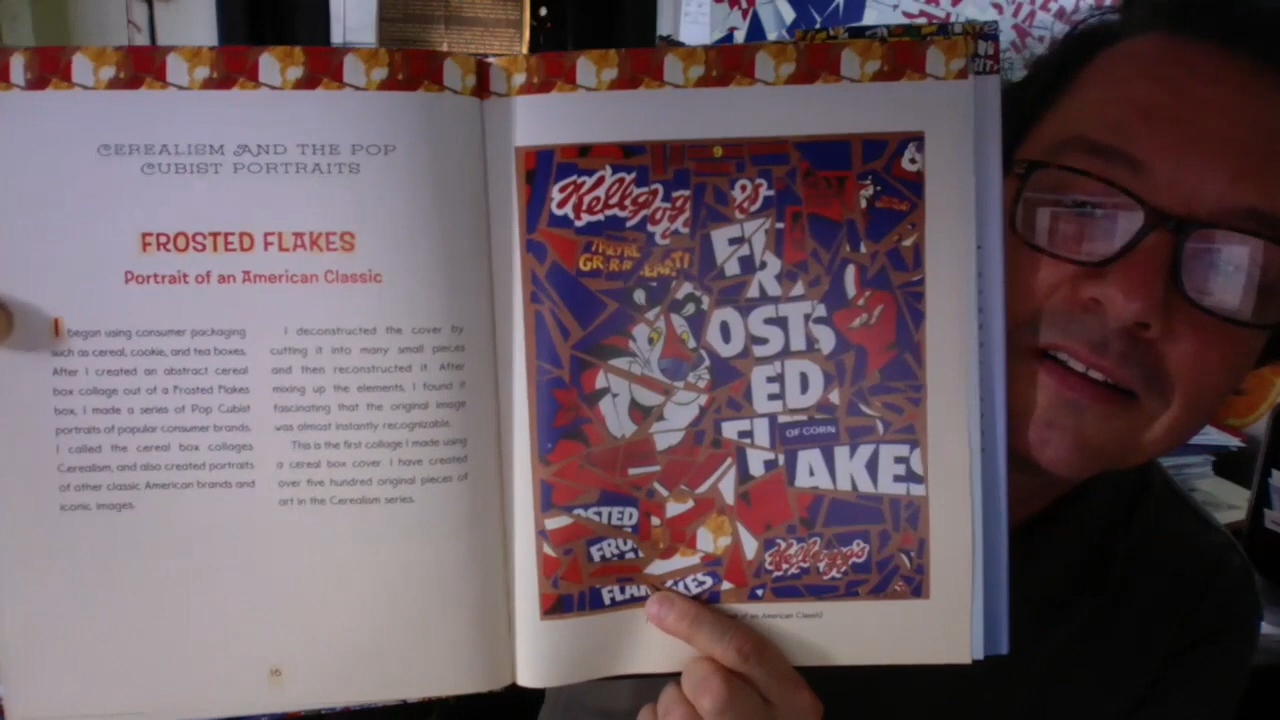 CEREALISM AND THE POP
CUBIST PORTRAITS
FROSTED FLAKES
Portrait of an American Classic
I began using consumer packaging
such as cereal, cookie, and tea boxes.
After I created an abstract cereal
box collage out of a Frosted Flakes
box, I made a series of Pop Cubist
portraits of popular consumer brands.
I called the cereal box collages
Cerealism, and also created portraits
of other classic American brands and
iconic images.
I deconstructed the cover by
cutting it into many small pieces
and then reconstructed it. After
mixing up the elements, I found it
fascinating that the original image
was almost instantly recognizable.
This is the first collage I made using
a cereal box cover. I have created
over five hundred original pieces of
art in the Cerealism series.
16
9
Kellogg's
THEY'RE
GR-R-R-EAT!
FR
OSTS
ED
FL
OF CORN
AKES
OSTED
FRO
FLAKES
Kellogg's
of an American Classic)